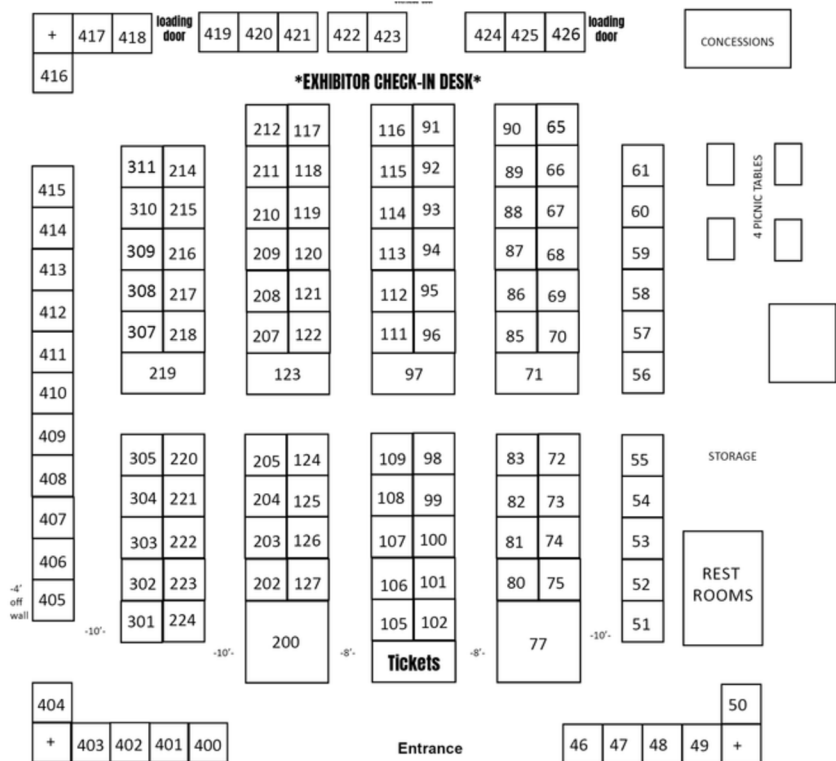 + 417 418 loading door 419 420 421 422 423 424 425 426 loading door
CONCESSIONS
416
*EXHIBITOR CHECK-IN DESK*
212 117 116 91 90 65
311 214 211 118 115 92 89 66 61
415
310 215 210 119 114 93 88 67 60
414
309 216 209 120 113 94 87 68 59
413
308 217 208 121 112 95 86 69 58
412
307 218 207 122 111 96 85 70 57
411
219 123 97 71 56
410
4 PICNIC TABLES
409
305 220 205 124 109 98 83 72 55
STORAGE
408
304 221 204 125 108 99 82 73 54
407
303 222 203 126 107 100 81 74 53
406
302 223 202 127 106 101 80 75 52
REST
ROOMS
405
-4'
off
wall
301 224 105 102 51
-10'-
200
77
-10'-
-10'-
-8'-
Tickets
-8'-
404
50
+ 403 402 401 400
Entrance
46 47 48 49 +